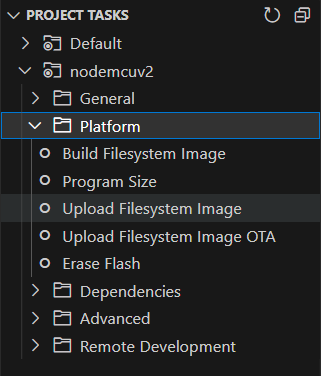 PROJECT TASKS
Default
nodemcuv2
General
Platform
Build Filesystem Image
Program Size
Upload Filesystem Image
Upload Filesystem Image OTA
Erase Flash
Dependencies
Advanced
Remote Development